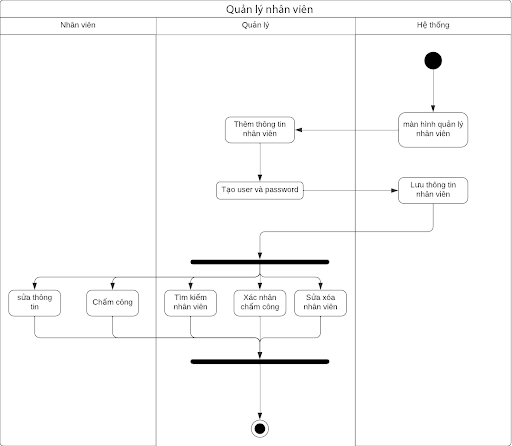 Quản lý nhân viên
Nhân viên
Quản lý
Hệ thống
Thêm thông tin
nhân viên
màn hình quản lý
nhân viên
Tạo user và password
Lưu thông tin
nhân viên
sửa thông
tin
Chấm công
Tìm kiếm
nhân viên
Xác nhân
chấm công
Sửa xóa
nhân viên